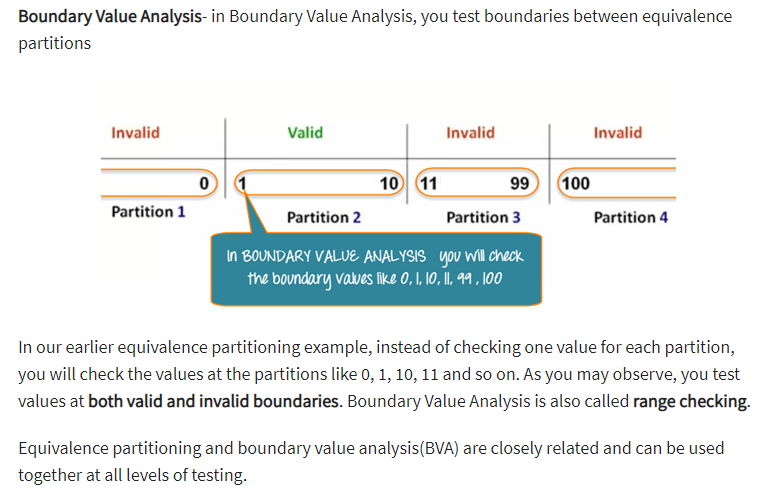 Boundary Value Analysis- in Boundary Value Analysis, you test boundaries between equivalence
partitions
Invalid Valid Invalid Invalid
0 1 10 11 99 100
Partition 1 Partition 2 Partition 3 Partition 4
In BOUNDARY VALUE ANALYSIS you will check
the boundary values like 0, 1, 10, 11, 99, 100
In our earlier equivalence partitioning example, instead of checking one value for each partition,
you will check the values at the partitions like 0, 1, 10, 11 and so on. As you may observe, you test
values at both valid and invalid boundaries. Boundary Value Analysis is also called range checking.
Equivalence partitioning and boundary value analysis(BVA) are closely related and can be used
together at all levels of testing.